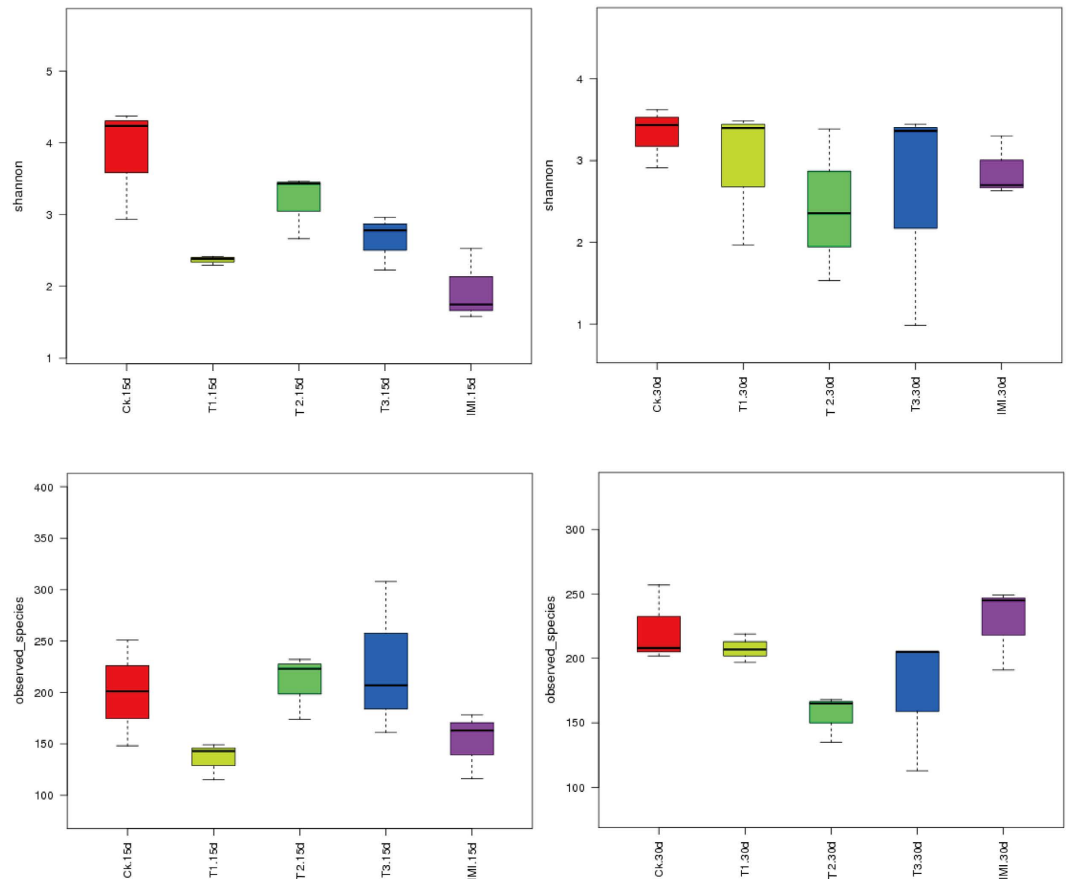 5
4
3
2
1
shannon
Ck.15d
T1.15d
T 2.15d
T3.15d
IMI.15d
4
3
2
1
shannon
Ck.30d
T1.30d
T 2.30d
T3.30d
IMI.30d
400
350
300
250
200
150
100
observed_species
Ck.15d
T1.15d
T 2.15d
T3.15d
IMI.15d
300
250
200
150
100
observed_species
Ck.30d
T1.30d
T 2.30d
T3.30d
IMI.30d